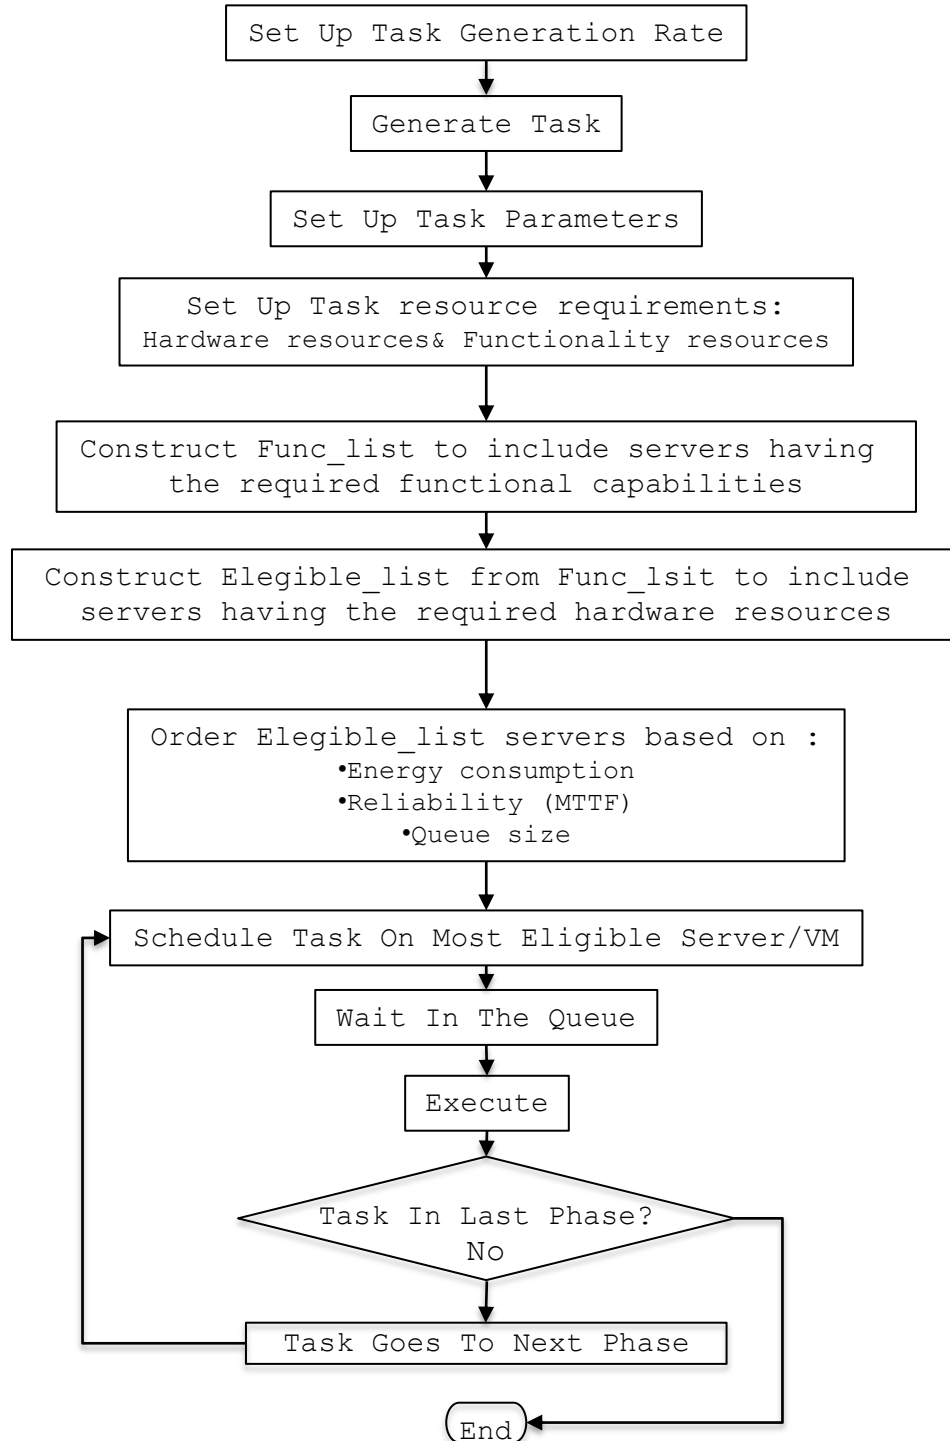 Set Up Task Generation Rate
Generate Task
Set Up Task Parameters
Set Up Task resource requirements:
Hardware resources& Functionality resources
Construct Func_list to include servers having
the required functional capabilities
Construct Elegible_list from Func_lsit to include
servers having the required hardware resources
Order Elegible_list servers based on :
•Energy consumption
•Reliability (MTTF)
•Queue size
Schedule Task On Most Eligible Server/VM
Wait In The Queue
Execute
Task In Last Phase?
No
Task Goes To Next Phase
End